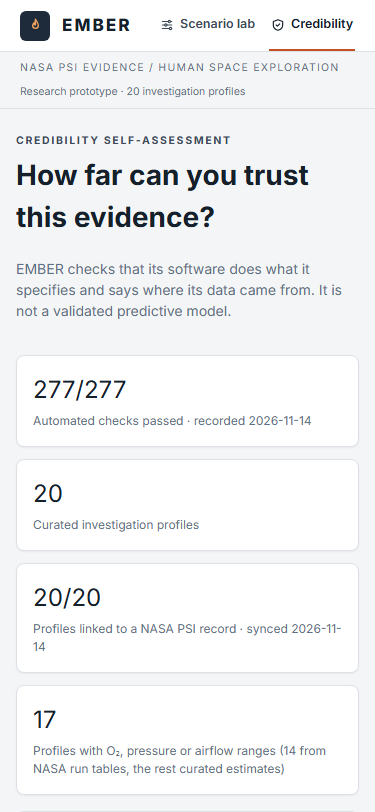 EMBER
Scenario lab
Credibility
NASA PSI EVIDENCE / HUMAN SPACE EXPLORATION
Research prototype · 20 investigation profiles
CREDIBILITY SELF-ASSESSMENT
How far can you trust
this evidence?
EMBER checks that its software does what it
specifies and says where its data came from. It is
not a validated predictive model.
277/277
Automated checks passed · recorded 2026-11-14
20
Curated investigation profiles
20/20
Profiles linked to a NASA PSI record · synced 2026-11-
14
17
Profiles with O₂, pressure or airflow ranges (14 from
NASA run tables, the rest curated estimates)